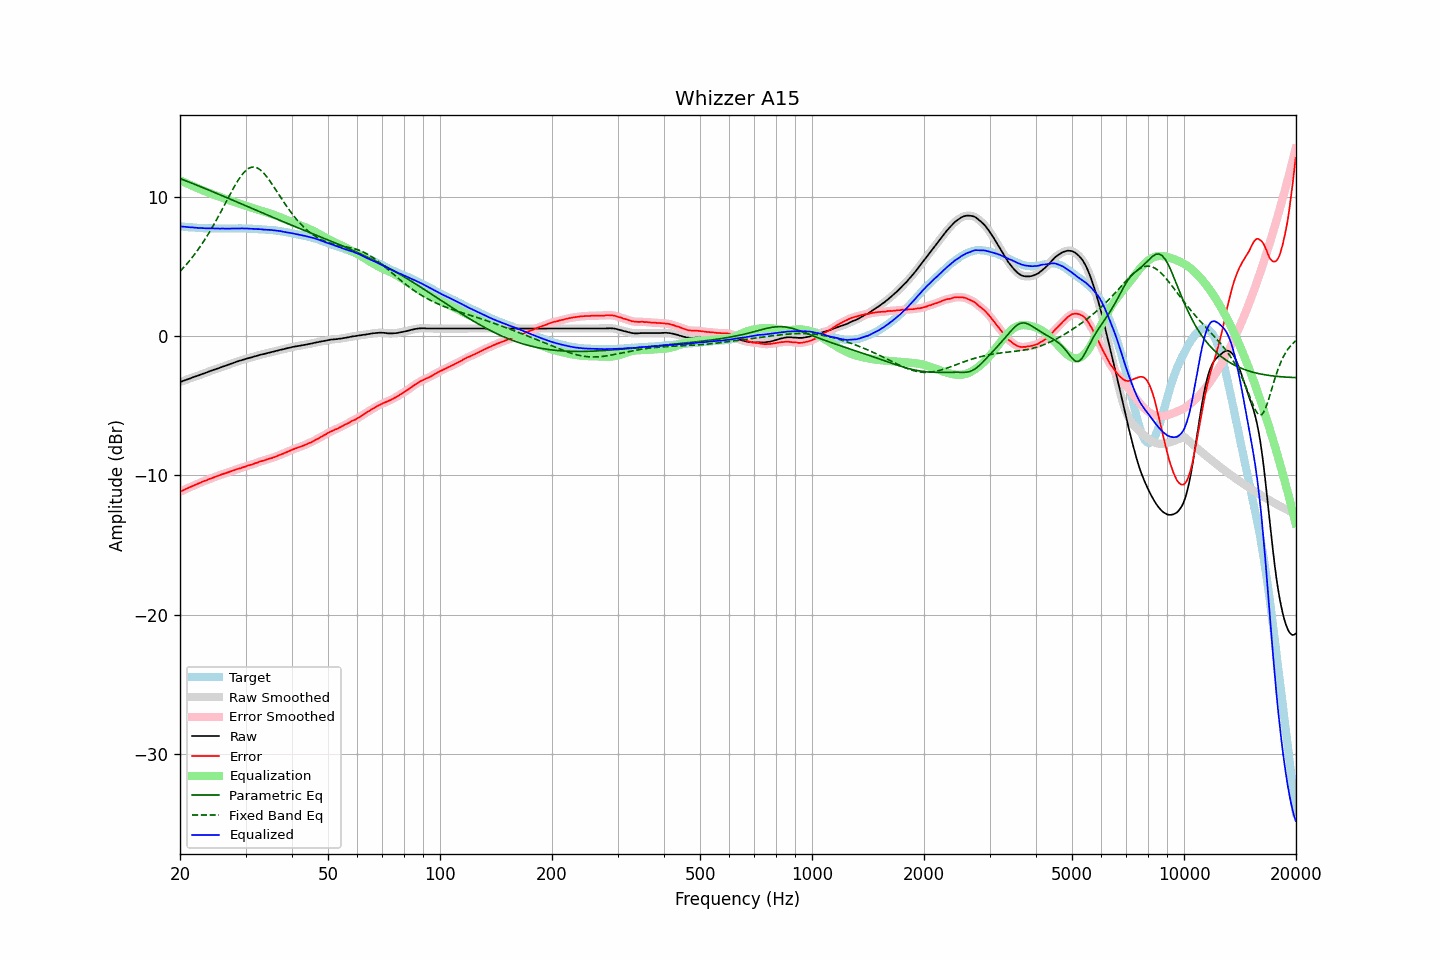 Whizzer A15
Amplitude (dBr)
10
0
−10
−20
−30
Target
Raw Smoothed
Error Smoothed
Raw
Error
Equalization
Parametric Eq
Fixed Band Eq
Equalized
20 50 100 200 500 1000 2000 5000 10000 20000
Frequency (Hz)